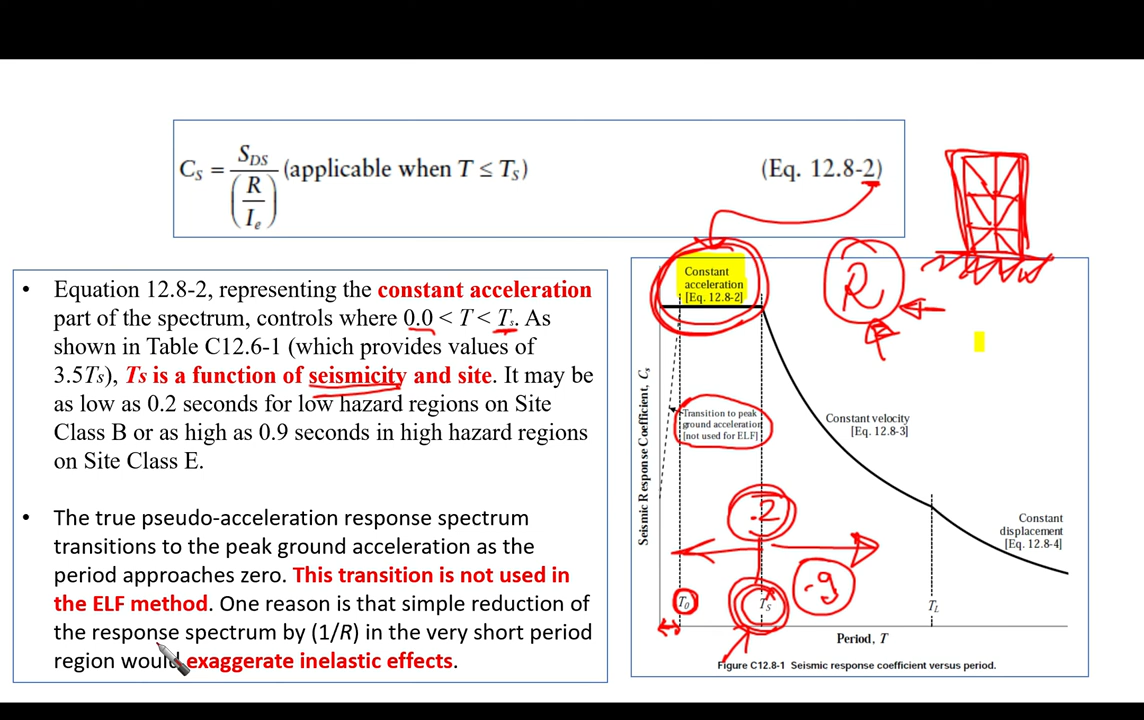 C_S = S_DS / (R / I_e) (applicable when T ≤ T_S) (Eq. 12.8-2)
• Equation 12.8-2, representing the constant acceleration
part of the spectrum, controls where 0.0 < T < Ts. As
shown in Table C12.6-1 (which provides values of
3.5Ts), Ts is a function of seismicity and site. It may be
as low as 0.2 seconds for low hazard regions on Site
Class B or as high as 0.9 seconds in high hazard regions
on Site Class E.
• The true pseudo-acceleration response spectrum
transitions to the peak ground acceleration as the
period approaches zero. This transition is not used in
the ELF method. One reason is that simple reduction of
the response spectrum by (1/R) in the very short period
region would exaggerate inelastic effects.
Constant
acceleration
[Eq. 12.8-2]
R
Seismic Response Coefficient, Cs
Transition to peak
ground acceleration
[not used for ELF]
Constant velocity
[Eq. 12.8-3]
Constant
displacement
[Eq. 12.8-4]
.2
.9
T0
Ts
TL
Period, T
Figure C12.8-1 Seismic response coefficient versus period.